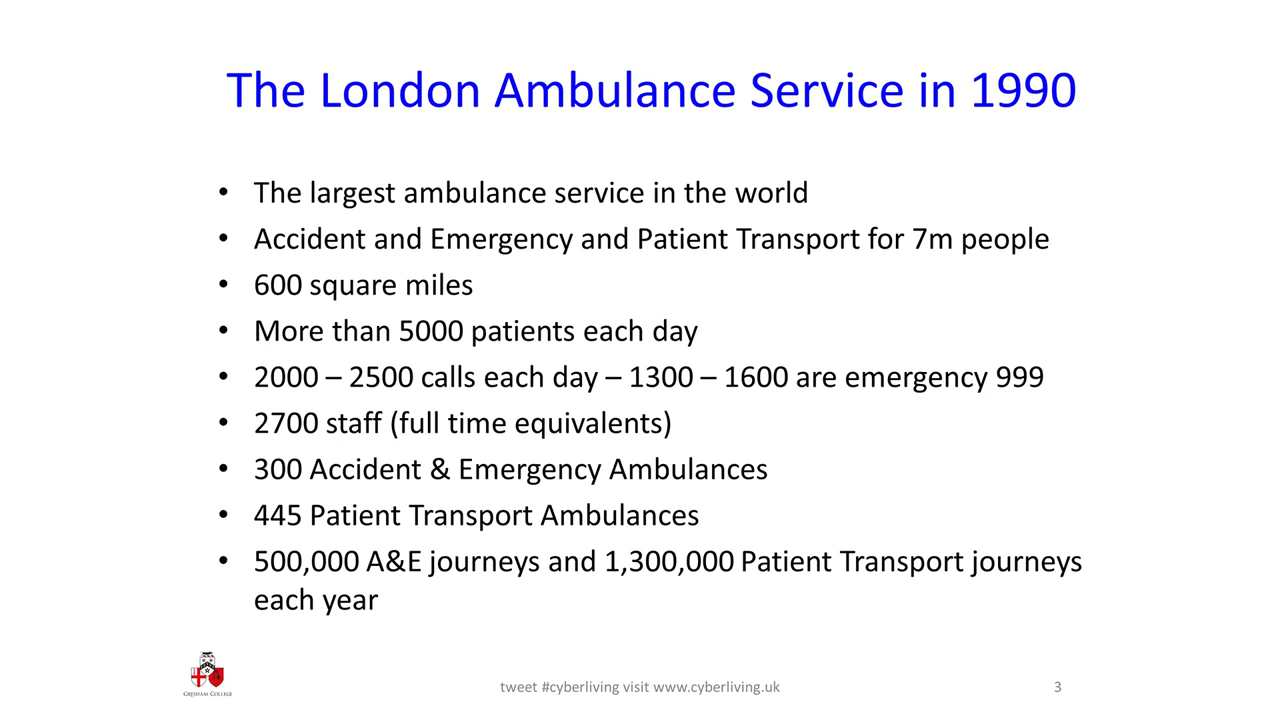 The London Ambulance Service in 1990
• The largest ambulance service in the world
• Accident and Emergency and Patient Transport for 7m people
• 600 square miles
• More than 5000 patients each day
• 2000 – 2500 calls each day – 1300 – 1600 are emergency 999
• 2700 staff (full time equivalents)
• 300 Accident & Emergency Ambulances
• 445 Patient Transport Ambulances
• 500,000 A&E journeys and 1,300,000 Patient Transport journeys
each year
GRESHAM COLLEGE
tweet #cyberliving visit www.cyberliving.uk
3